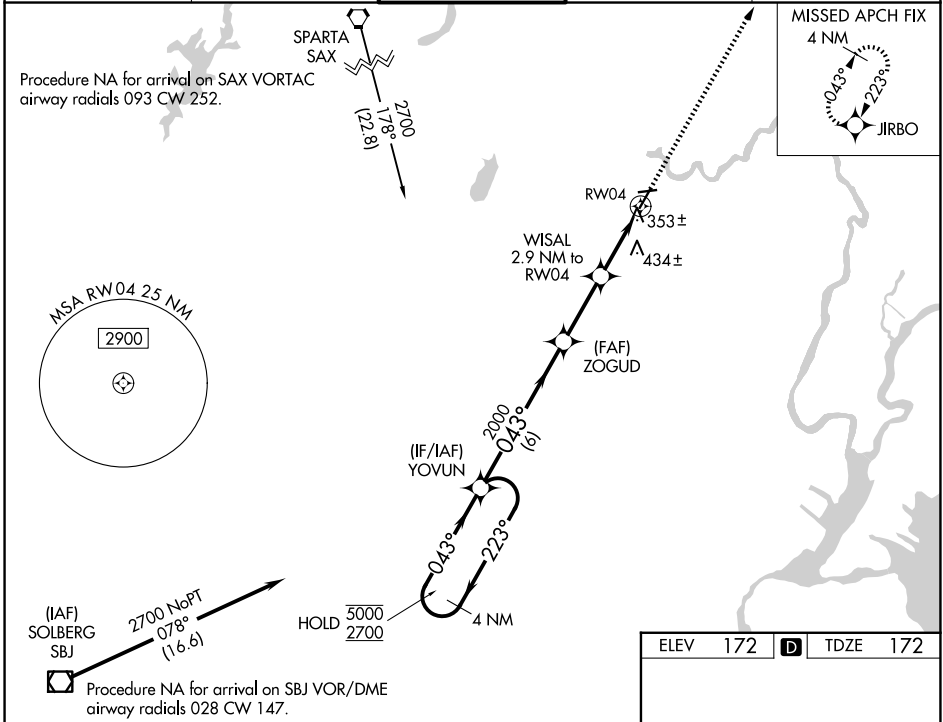 SPARTA
SAX
Procedure NA for arrival on SAX VORTAC
airway radials 093 CW 252.
2700
178°
(22.8)
MISSED APCH FIX
4 NM
043°
223°
JIRBO
RW04
353±
434±
WISAL
2.9 NM to
RW04
MSA RW04 25 NM
2900
(FAF)
ZOGUD
2000
043°
(6)
(IF/IAF)
YOVUN
043°
223°
HOLD 5000
2700
4 NM
(IAF)
SOLBERG
SBJ
2700 NoPT
078°
(16.6)
Procedure NA for arrival on SBJ VOR/DME
airway radials 028 CW 147.
ELEV 172 D TDZE 172